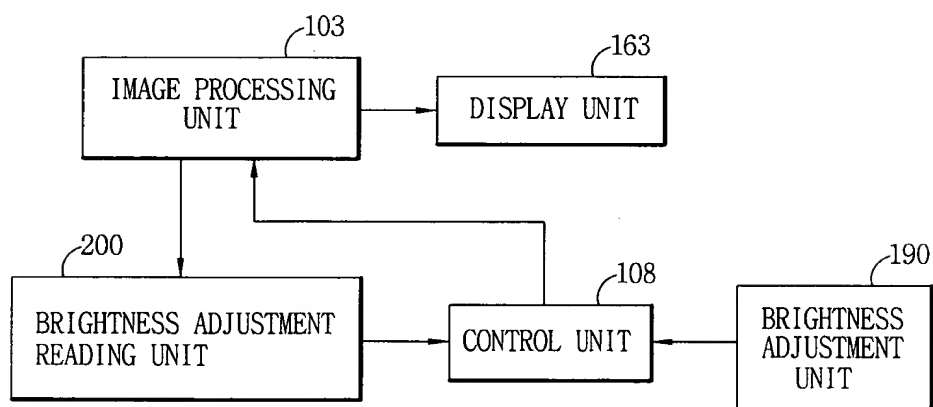 103
IMAGE PROCESSING
UNIT
163
DISPLAY UNIT
200
BRIGHTNESS ADJUSTMENT
READING UNIT
108
CONTROL UNIT
190
BRIGHTNESS
ADJUSTMENT
UNIT